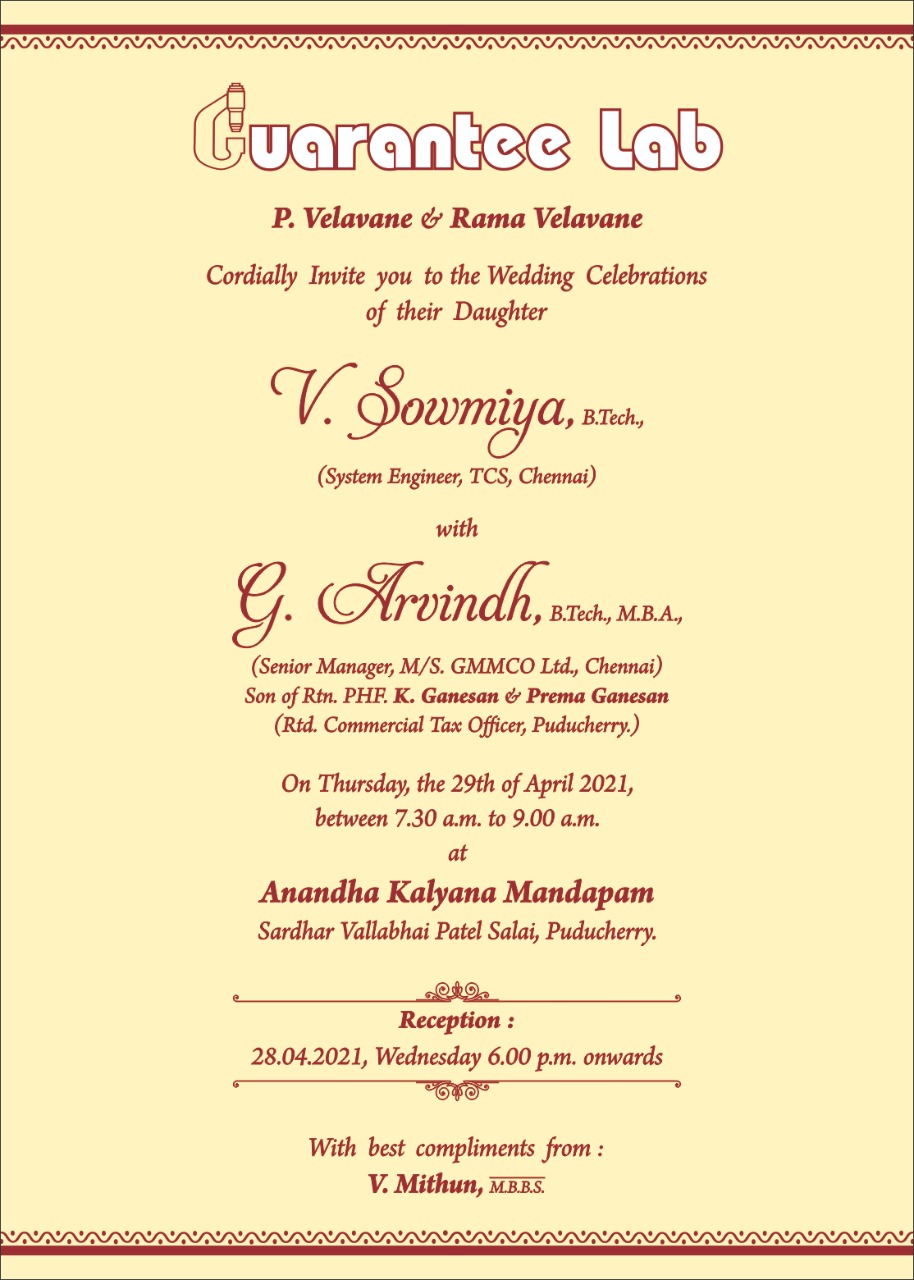 Guarantee Lab
P. Velavane & Rama Velavane
Cordially Invite you to the Wedding Celebrations
of their Daughter
V. Sowmiya, B.Tech.,
(System Engineer, TCS, Chennai)
with
G. Arvindh, B.Tech., M.B.A.,
(Senior Manager, M/S. GMMCO Ltd., Chennai)
Son of Rtn. PHF. K. Ganesan & Prema Ganesan
(Rtd. Commercial Tax Officer, Puducherry.)
On Thursday, the 29th of April 2021,
between 7.30 a.m. to 9.00 a.m.
at
Anandha Kalyana Mandapam
Sardhar Vallabhai Patel Salai, Puducherry.
Reception :
28.04.2021, Wednesday 6.00 p.m. onwards
With best compliments from :
V. Mithun, M.B.B.S.